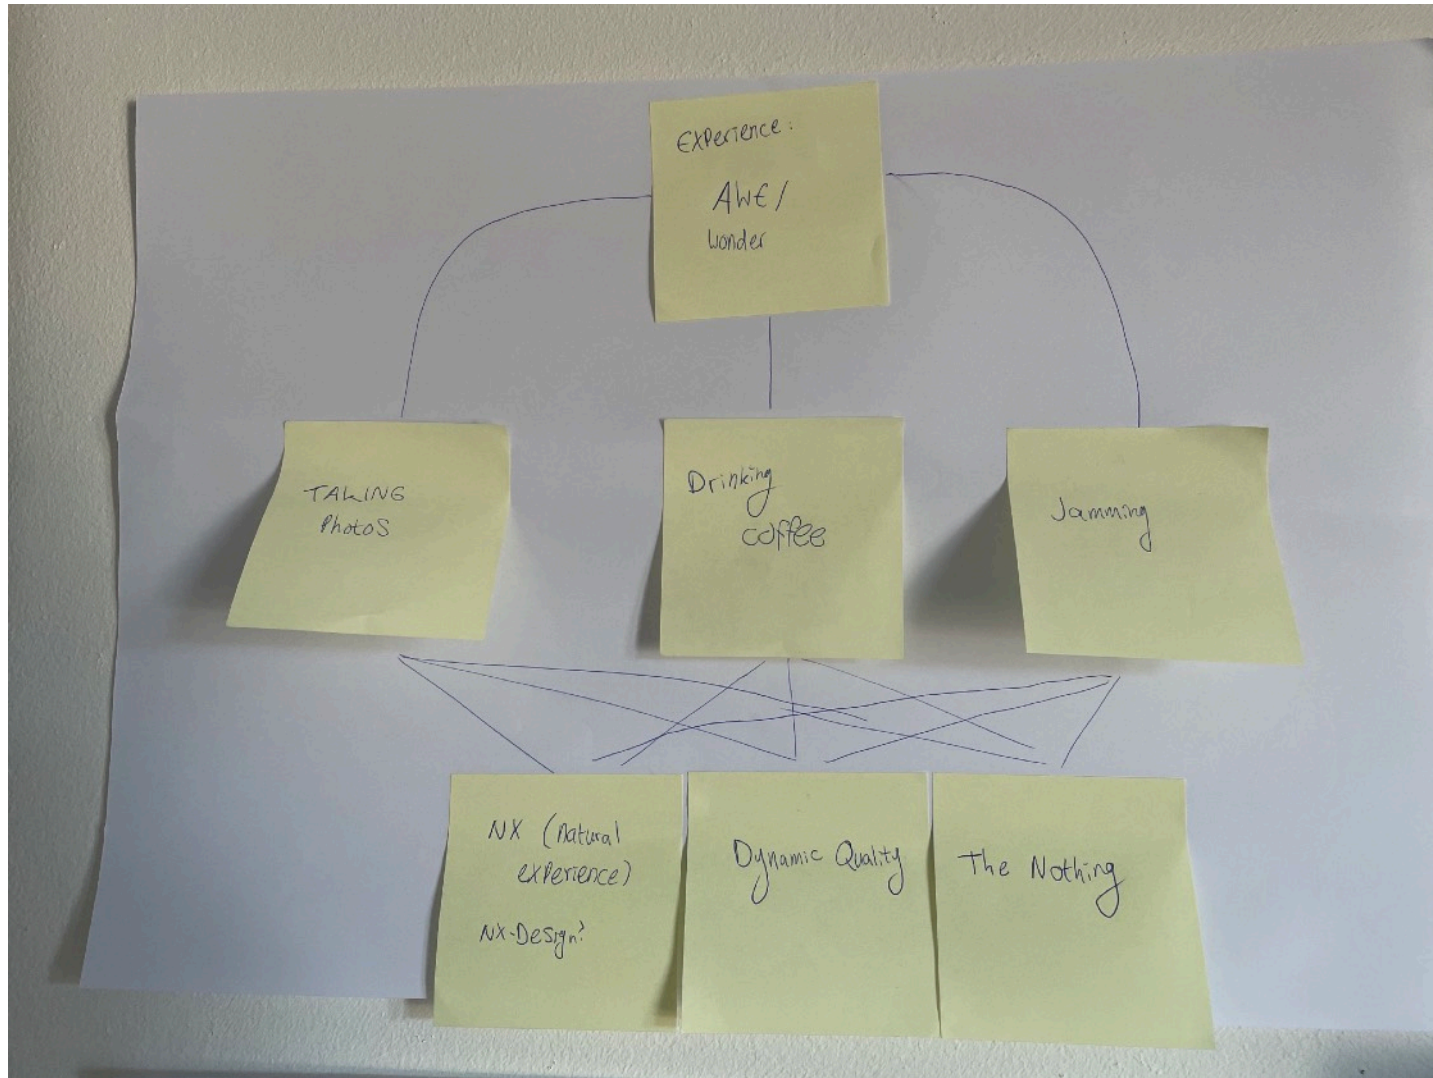 Experience:
AWE/
Wonder
TAKING
Photos
Drinking
coffee
Jamming
NX (natural
experience)
NX-Design?
Dynamic Quality
The Nothing